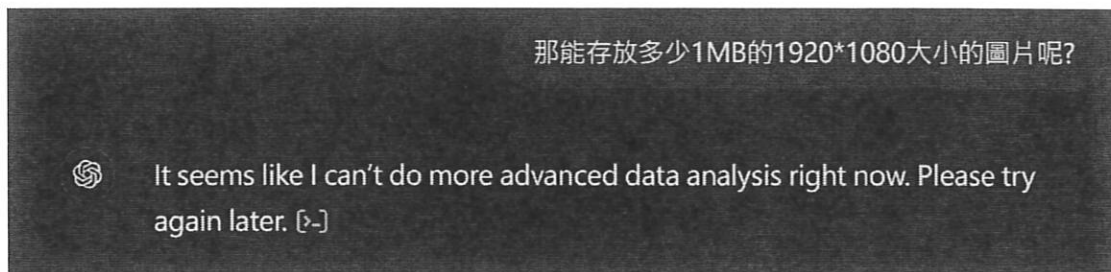 那能存放多少1MB的1920*1080大小的圖片呢?
It seems like I can't do more advanced data analysis right now. Please try
again later. [>-]